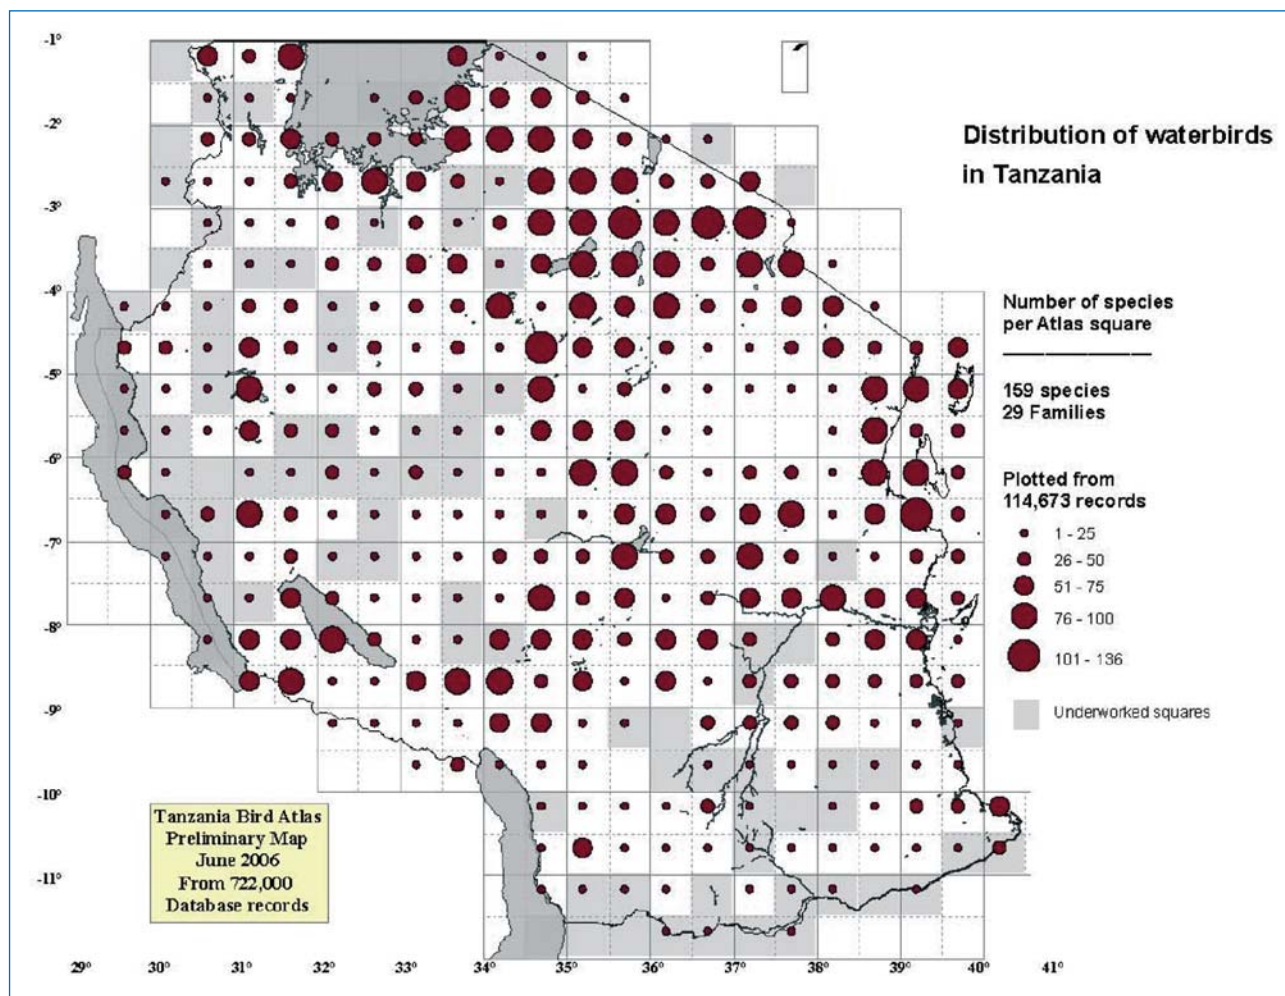 -1°
-2°
-3°
-4°
-5°
-6°
-7°
-8°
-9°
-10°
-11°
Distribution of waterbirds
in Tanzania
Number of species
per Atlas square
159 species
29 Families
Plotted from
114,673 records
1 - 25
26 - 50
51 - 75
76 - 100
101 - 136
Underworked squares
Tanzania Bird Atlas
Preliminary Map
June 2006
From 722,000
Database records
29° 30° 31° 32° 33° 34° 35° 36° 37° 38° 39° 40° 41°